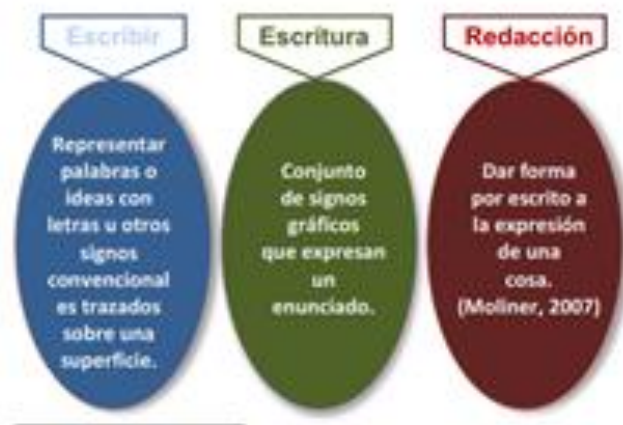 Escribir
Representar
palabras o
ideas con
letras u otros
signos
convencional
es trazados
sobre una
superficie.
Escritura
Conjunto
de signos
gráficos
que expresan
un
enunciado.
Redacción
Dar forma
por escrito a
la expresión
de una
cosa.
(Moliner, 2007)